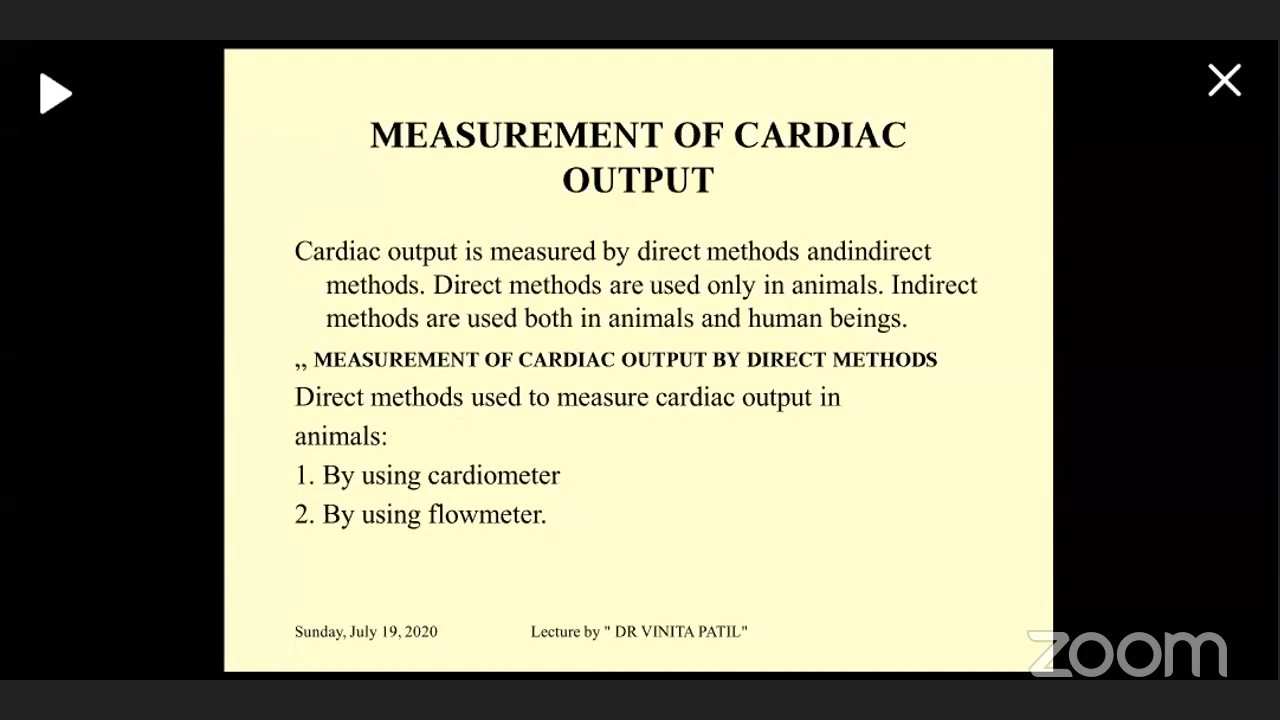 MEASUREMENT OF CARDIAC
OUTPUT
Cardiac output is measured by direct methods andindirect
methods. Direct methods are used only in animals. Indirect
methods are used both in animals and human beings.
,, MEASUREMENT OF CARDIAC OUTPUT BY DIRECT METHODS
Direct methods used to measure cardiac output in
animals:
1. By using cardiometer
2. By using flowmeter.
Sunday, July 19, 2020
Lecture by " DR VINITA PATIL"
zoom